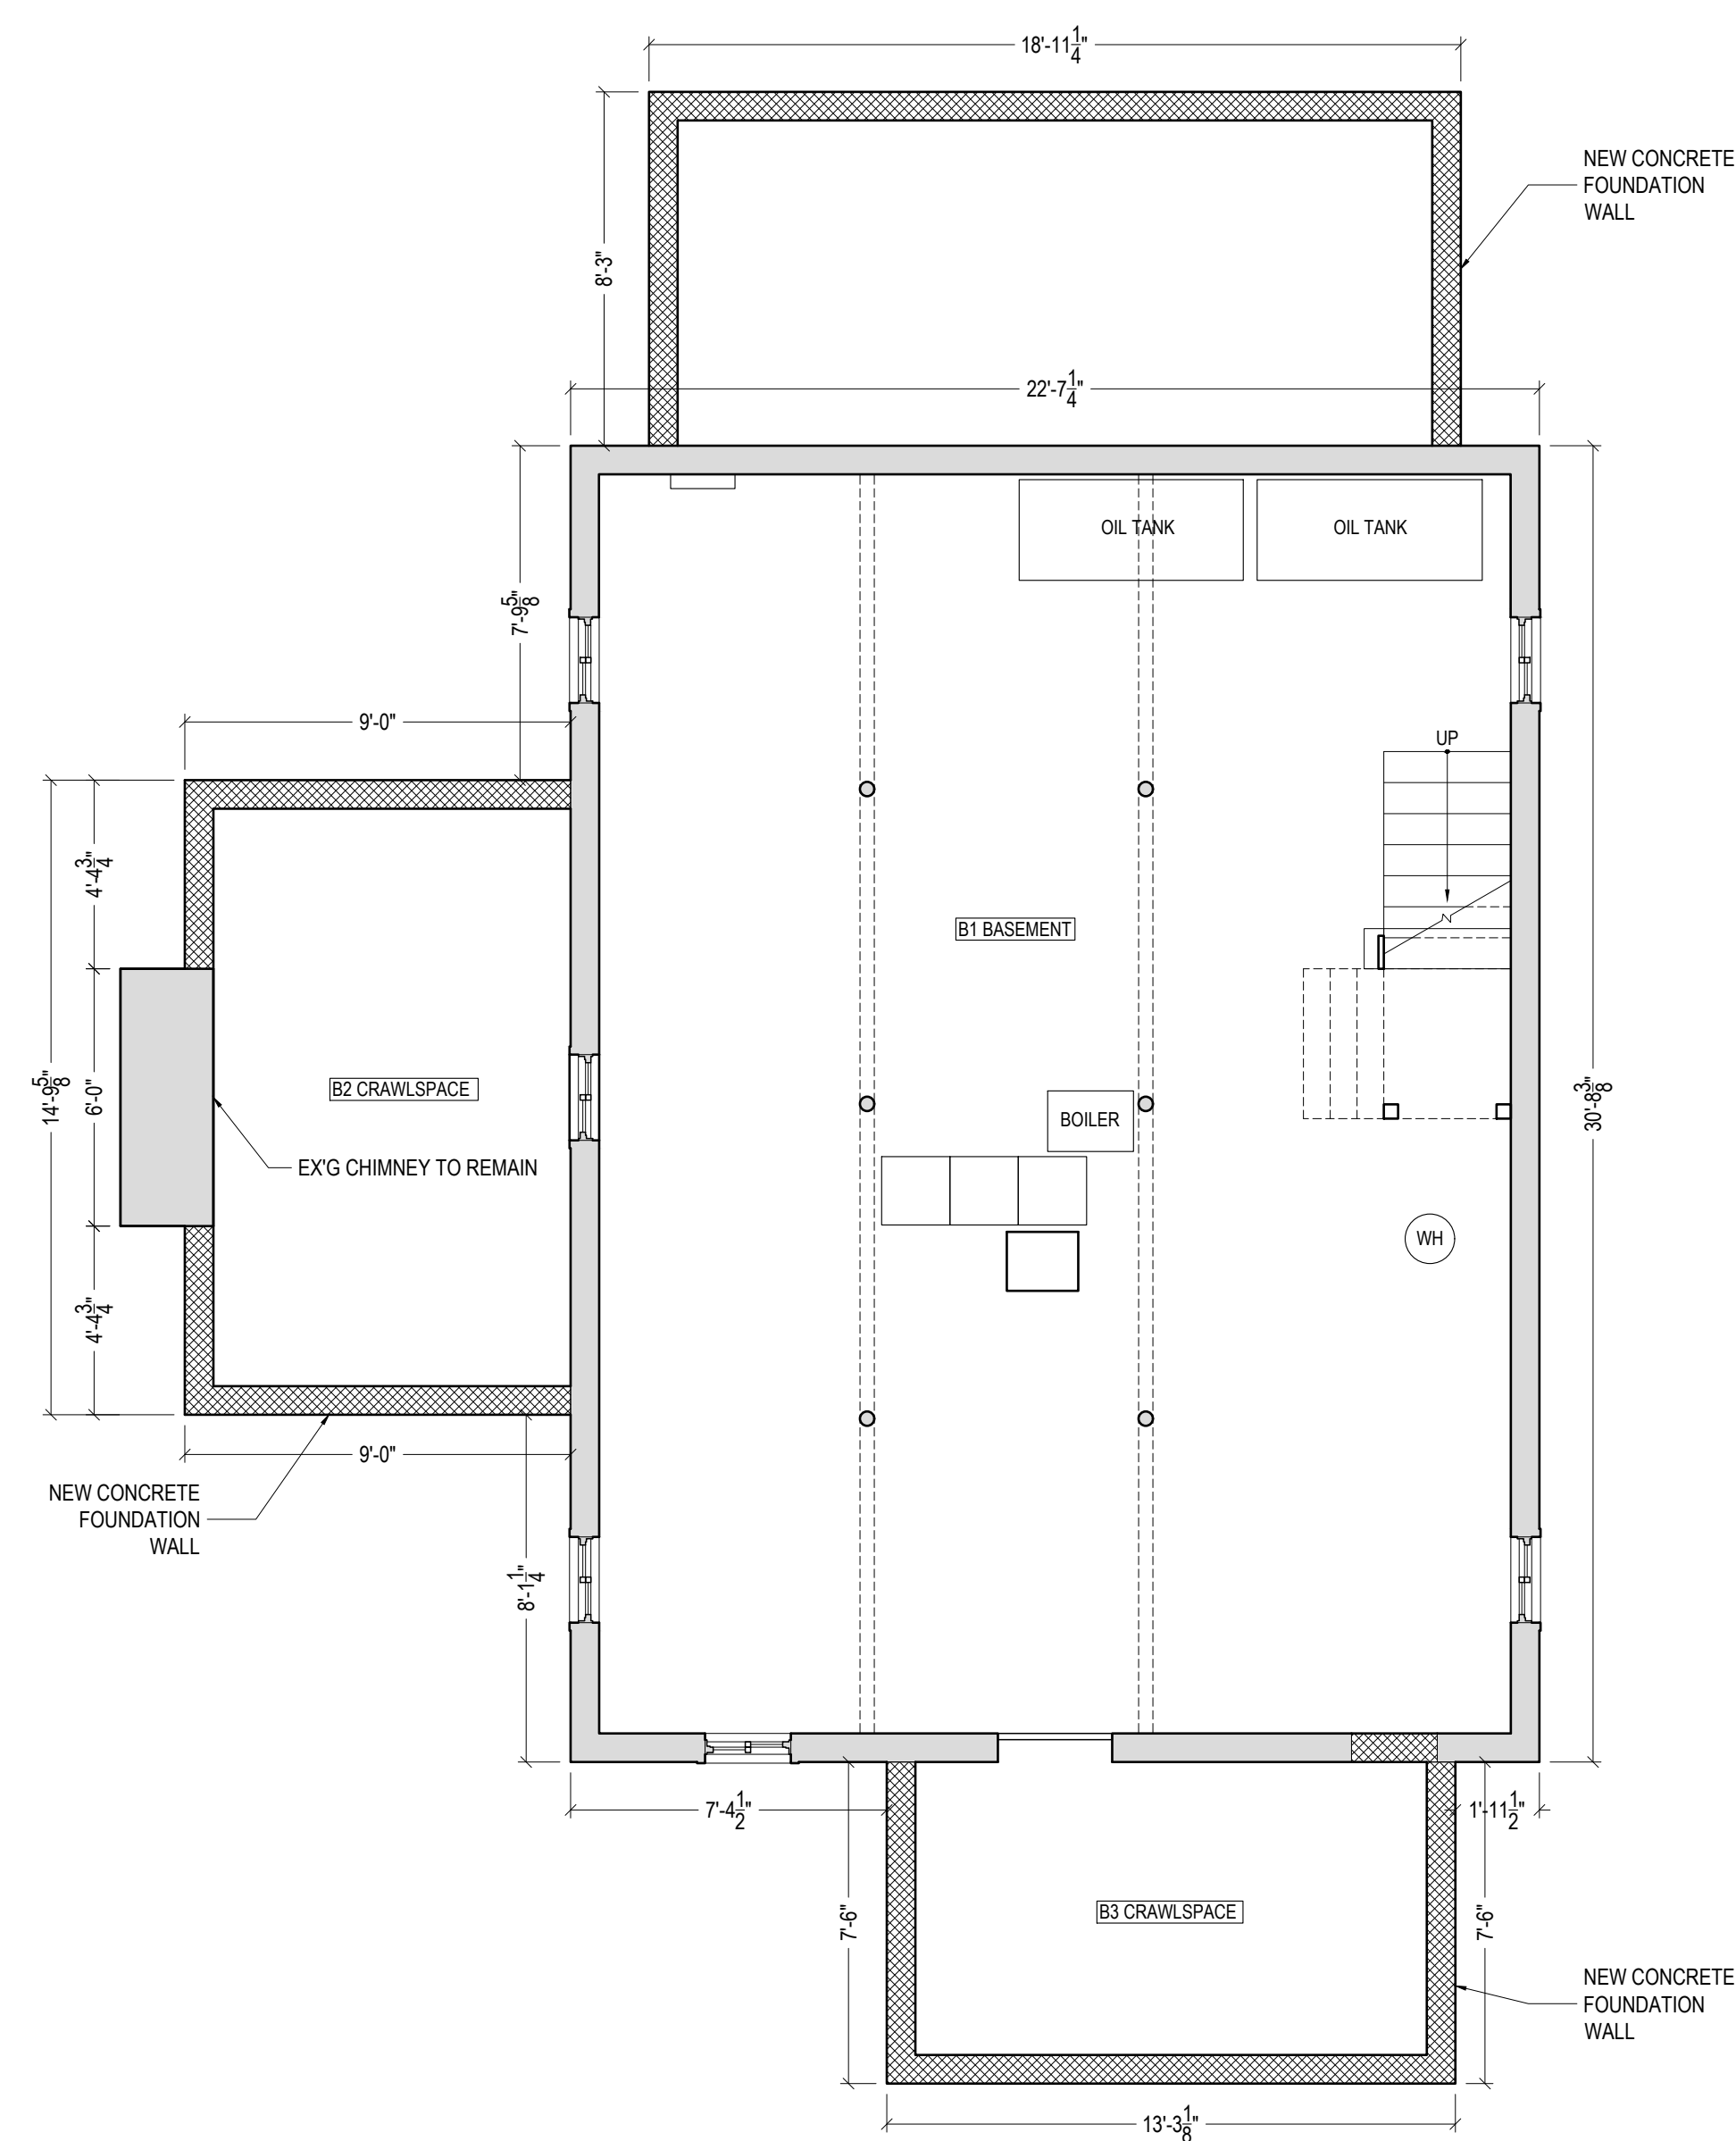 18'-11 1/4"
NEW CONCRETE
FOUNDATION
WALL
8'-3"
22'-7 1/4"
OIL TANK
OIL TANK
7'-9 5/8"
9'-0"
UP
4'-4 3/4"
B1 BASEMENT
14'-9 5/8"
6'-0"
B2 CRAWLSPACE
30'-8 3/8"
BOILER
EX'G CHIMNEY TO REMAIN
WH
4'-4 3/4"
9'-0"
NEW CONCRETE
FOUNDATION
WALL
8'-1 1/4"
7'-4 1/2"
1'-11 1/2"
7'-6"
B3 CRAWLSPACE
7'-6"
NEW CONCRETE
FOUNDATION
WALL
13'-3 1/8"